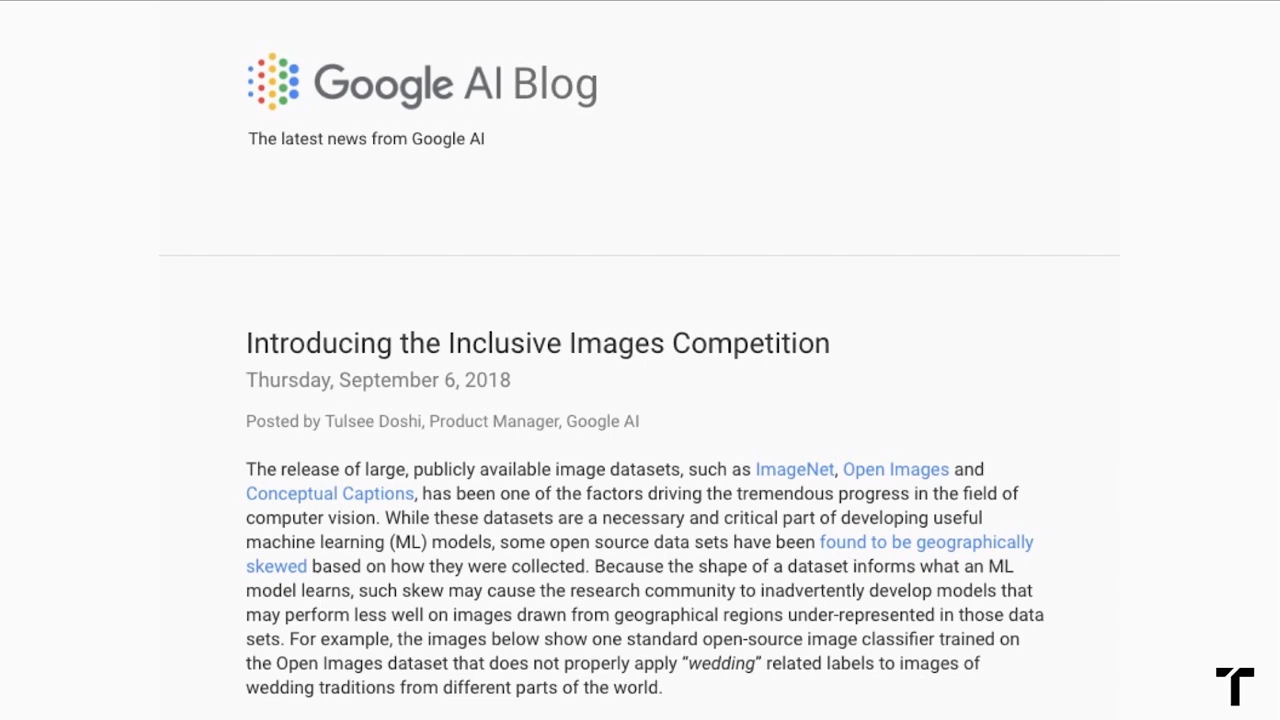 Google AI Blog
The latest news from Google AI
Introducing the Inclusive Images Competition
Thursday, September 6, 2018
Posted by Tulsee Doshi, Product Manager, Google AI
The release of large, publicly available image datasets, such as ImageNet, Open Images and
Conceptual Captions, has been one of the factors driving the tremendous progress in the field of
computer vision. While these datasets are a necessary and critical part of developing useful
machine learning (ML) models, some open source data sets have been found to be geographically
skewed based on how they were collected. Because the shape of a dataset informs what an ML
model learns, such skew may cause the research community to inadvertently develop models that
may perform less well on images drawn from geographical regions under-represented in those data
sets. For example, the images below show one standard open-source image classifier trained on
the Open Images dataset that does not properly apply “wedding” related labels to images of
wedding traditions from different parts of the world.
T